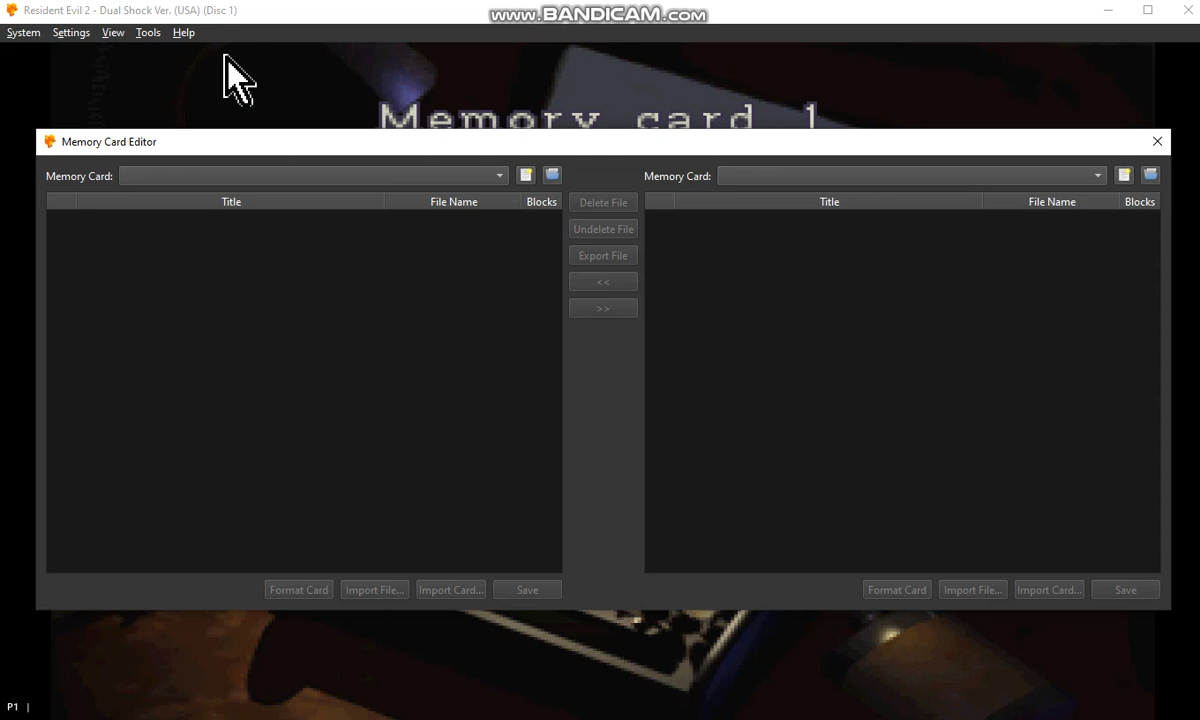 Resident Evil 2 - Dual Shock Ver. (USA) (Disc 1)
www.BANDICAM.com
System Settings View Tools Help
Memory card 1
Memory Card Editor
Memory Card: Memory Card:
Title File Name Blocks Delete File Title File Name Blocks
Undelete File
Export File
<<
>>
Format Card Import File... Import Card... Save Format Card Import File... Import Card... Save
P1 |